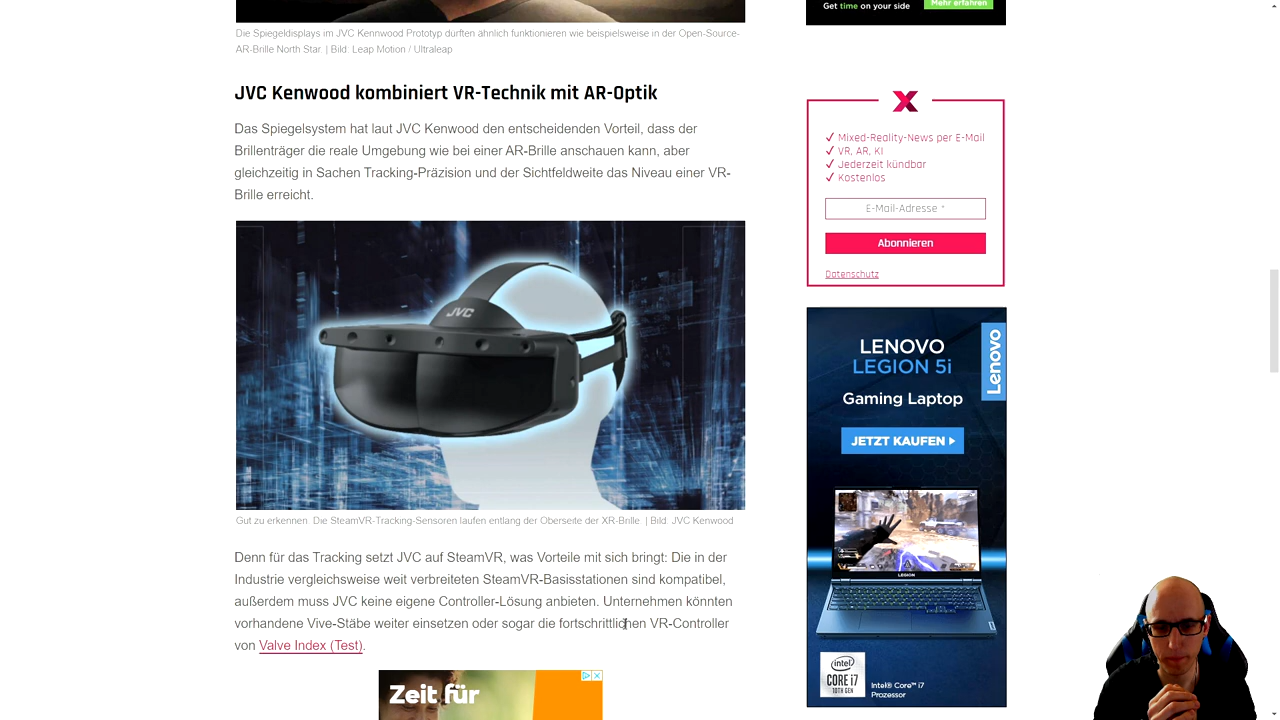 Get time on your side
Mehr erfahren
Die Spiegeldisplays im JVC Kennwood Prototyp dürften ähnlich funktionieren wie beispielsweise in der Open-Source-
AR-Brille North Star. | Bild: Leap Motion / Ultraleap
JVC Kenwood kombiniert VR-Technik mit AR-Optik
Das Spiegelsystem hat laut JVC Kenwood den entscheidenden Vorteil, dass der
Brillenträger die reale Umgebung wie bei einer AR-Brille anschauen kann, aber
gleichzeitig in Sachen Tracking-Präzision und der Sichtfeldweite das Niveau einer VR-
Brille erreicht.
JVC
Gut zu erkennen: Die SteamVR-Tracking-Sensoren laufen entlang der Oberseite der XR-Brille. | Bild: JVC Kenwood
Denn für das Tracking setzt JVC auf SteamVR, was Vorteile mit sich bringt: Die in der
Industrie vergleichsweise weit verbreiteten SteamVR-Basisstationen sind kompatibel,
außerdem muss JVC keine eigene Controller-Lösung anbieten. Unternehmen könnten
vorhandene Vive-Stäbe weiter einsetzen oder sogar die fortschrittlichen VR-Controller
von Valve Index (Test).
Zeit für
X
✓ Mixed-Reality-News per E-Mail
✓ VR, AR, KI
✓ Jederzeit kündbar
✓ Kostenlos
E-Mail-Adresse *
Abonnieren
Datenschutz
Lenovo
LENOVO
LEGION 5i
Gaming Laptop
JETZT KAUFEN
LEGION
intel
CORE i7
10TH GEN
Intel® Core™ i7
Prozessor